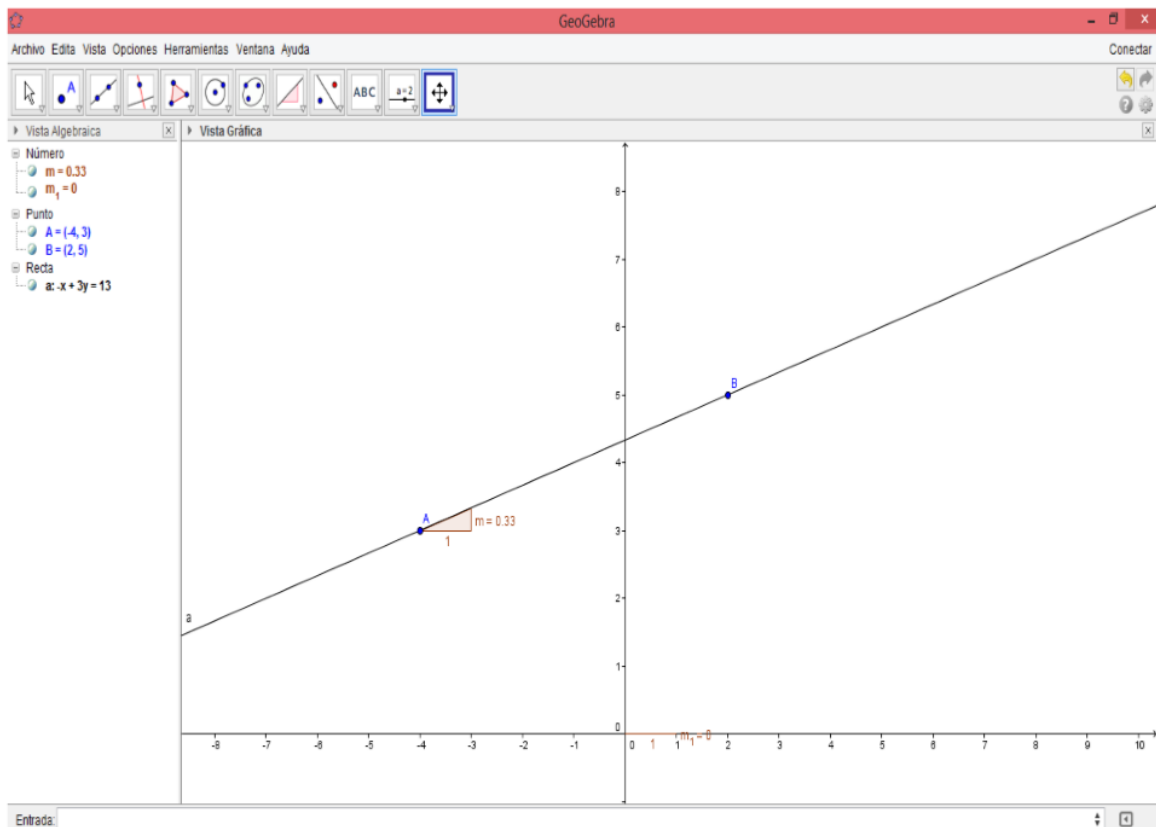 GeoGebra
Archivo Edita Vista Opciones Herramientas Ventana Ayuda
Conectar
A
ABC
a=2
Vista Algebraica
Vista Gráfica
Número
m = 0.33
m₁ = 0
Punto
A = (-4, 3)
B = (2, 5)
Recta
a: -x + 3y = 13
8
7
6
B
5
4
A
m = 0.33
3
1
2
a
1
0
-8 -7 -6 -5 -4 -3 -2 -1 0 1 2 3 4 5 6 7 8 9 10
1
m₁ = 0
Entrada: